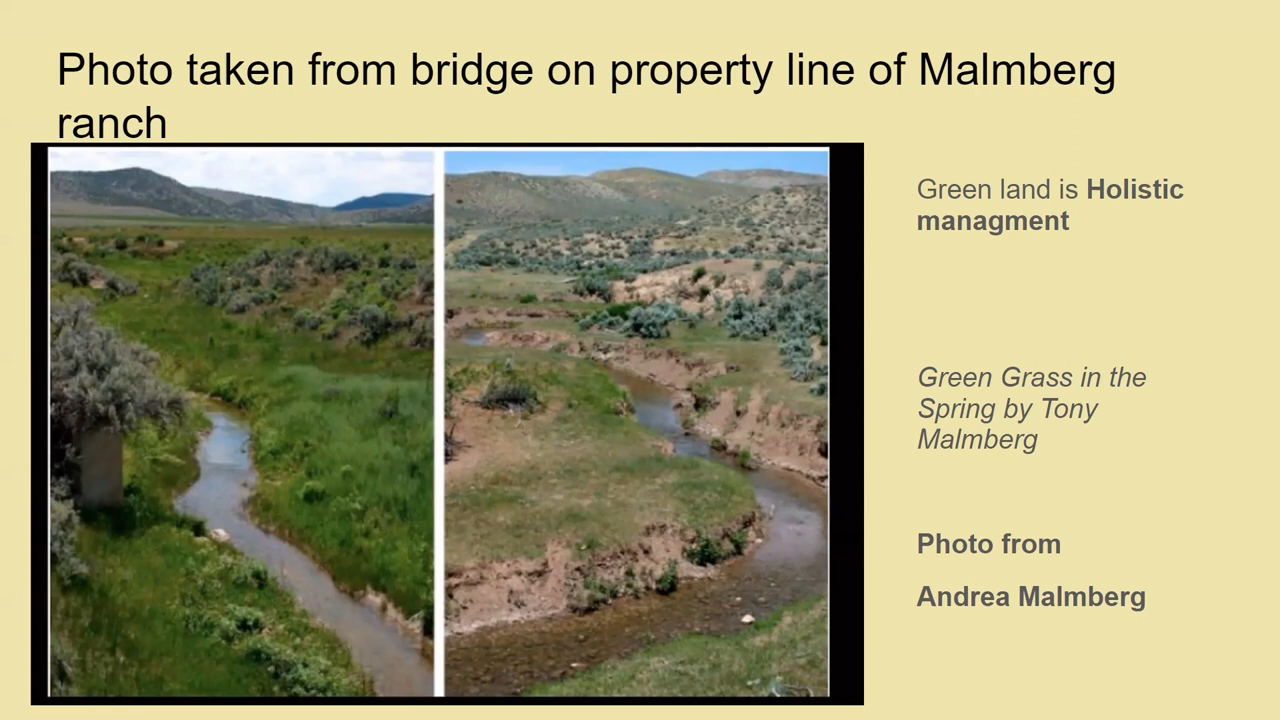 Photo taken from bridge on property line of Malmberg
ranch
Green land is Holistic
managment
Green Grass in the
Spring by Tony
Malmberg
Photo from
Andrea Malmberg